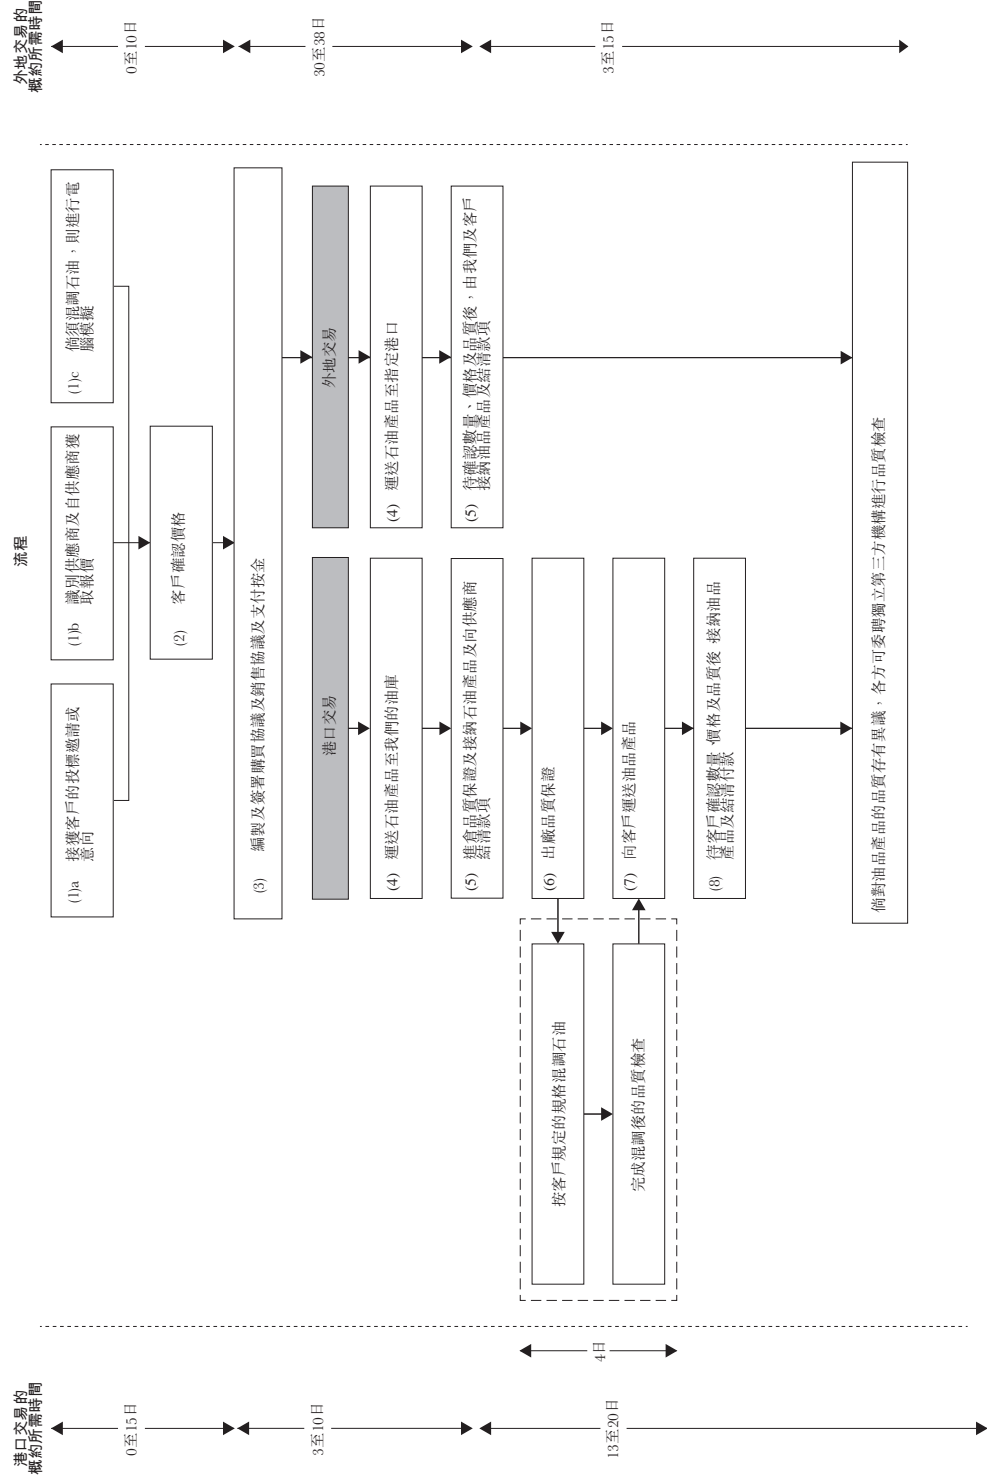 流程
港口交易的
概約所需時間
外地交易的
概約所需時間
(1)a 接獲客戶的投標邀請或
意向
(1)b 識別供應商及自供應商獲
取報價
(1)c 倘須混調石油，則進行電
腦模擬
(2) 客戶確認價格
(3) 編製及簽署購買協議及銷售協議及支付按金
港口交易
外地交易
(4) 運送石油產品至我們的油庫
(4) 運送石油產品至指定港口
(5) 進倉品質保證及接納石油產品及向供應商
結清款項
(5) 待確認數量、價格及品質後，由我們及客戶
接納油品產品及結清款項
(6) 出廠品質保證
按客戶規定的規格混調石油
完成混調後的品質檢查
(7) 向客戶運送油品產品
(8) 待客戶確認數量、價格及品質後，接納油品
產品及結清付款
倘對油品產品的品質存有異議，各方可委聘獨立第三方機構進行品質檢查
0至15日
3至10日
13至20日
4日
0至10日
30至38日
3至15日